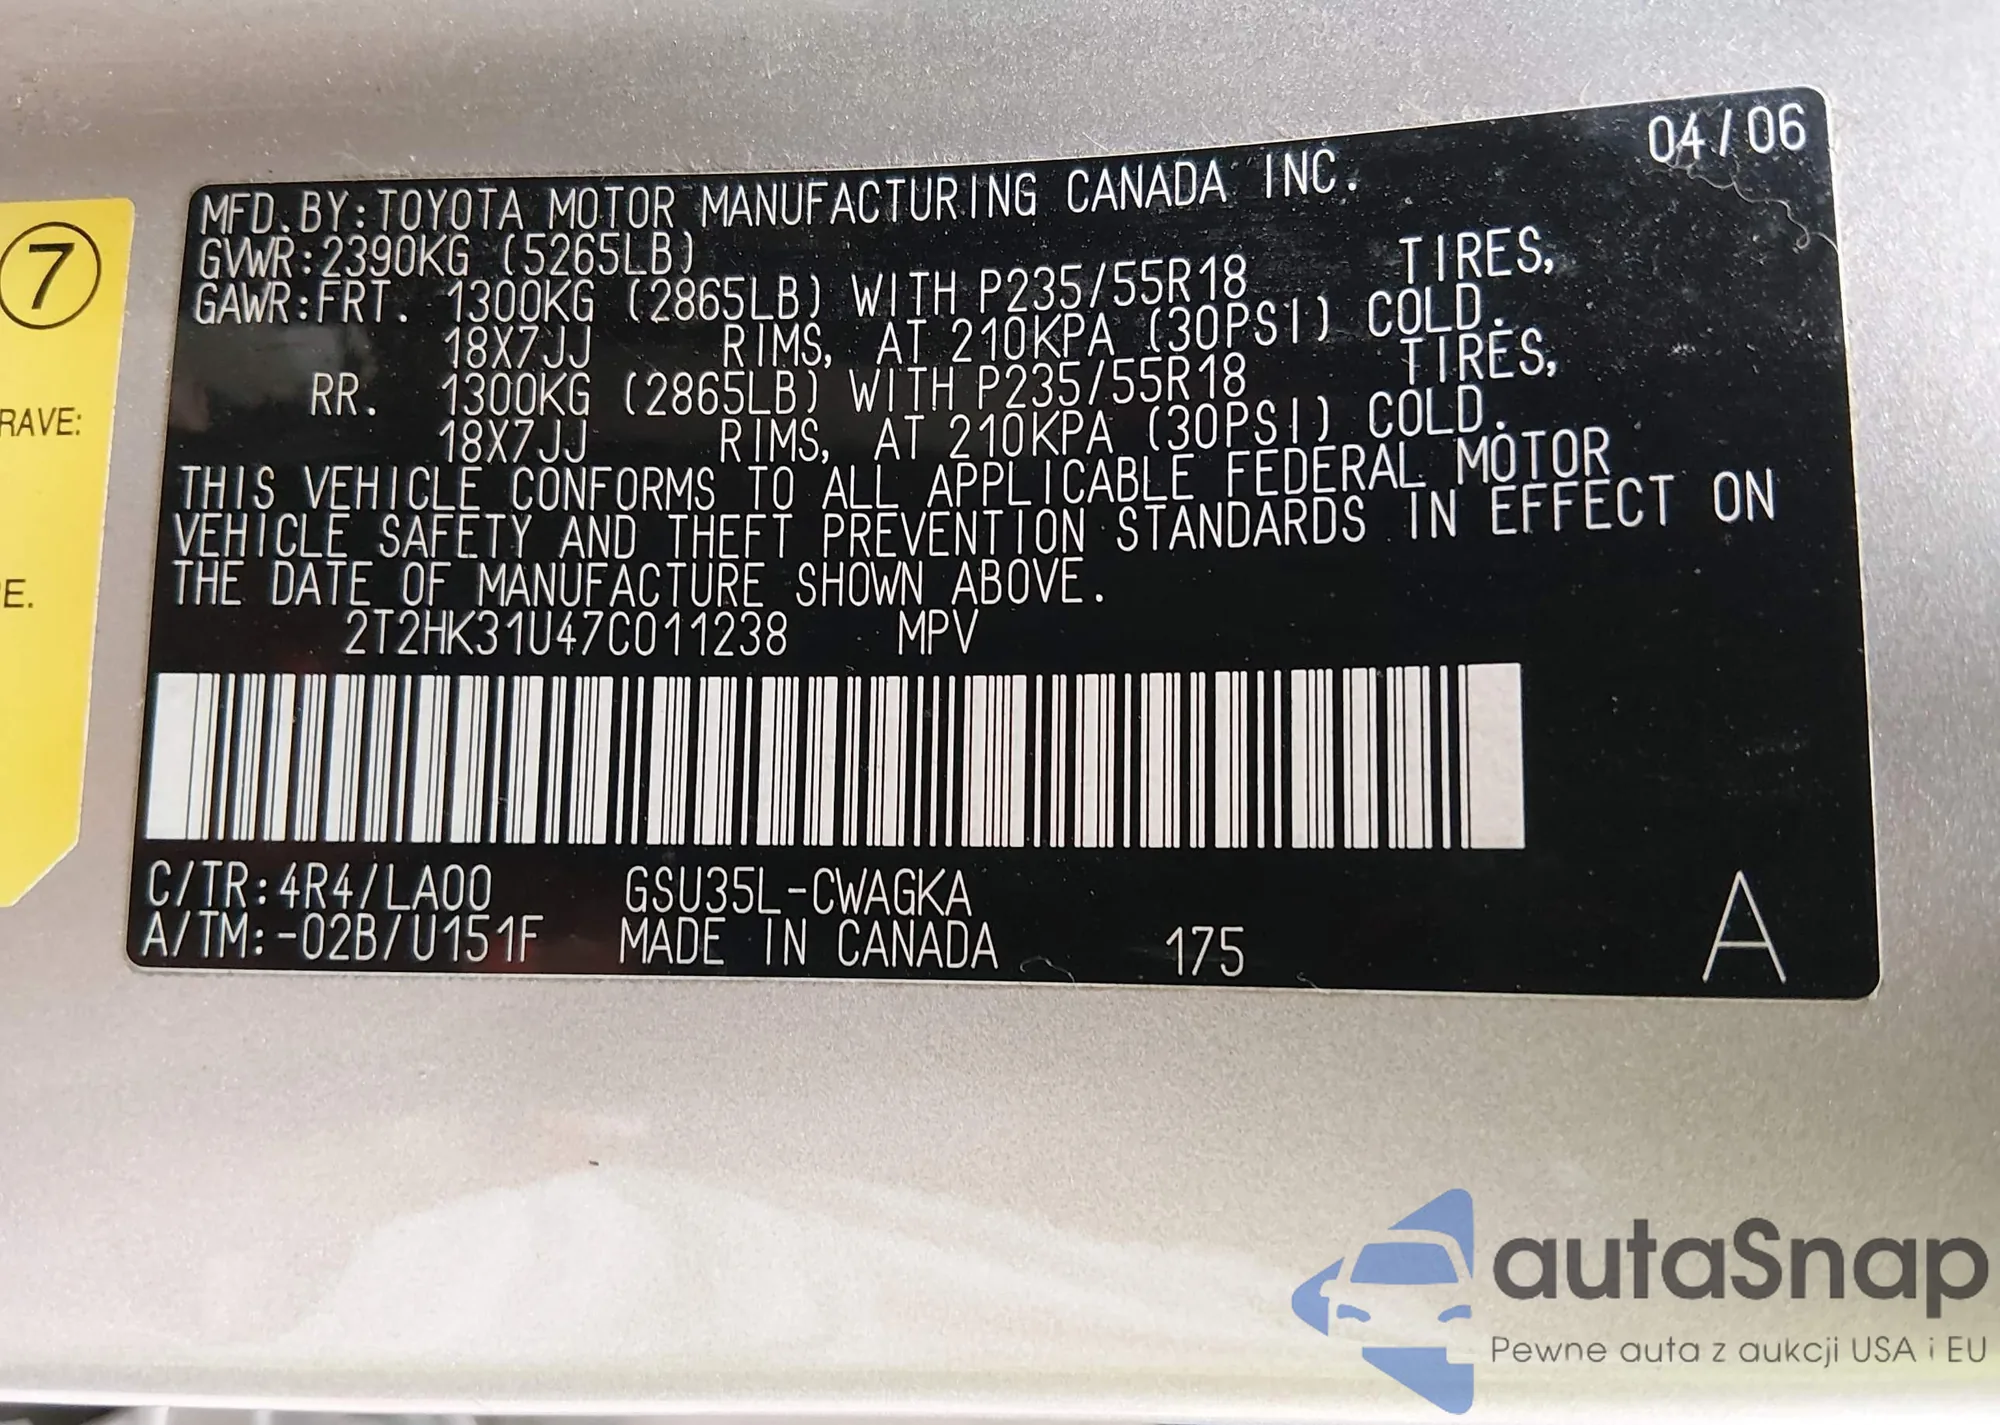 7
RAVE:
E.
04/06
MFD. BY: TOYOTA MOTOR MANUFACTURING CANADA INC.
GVWR: 2390KG (5265LB)
GAWR: FRT. 1300KG (2865LB) WITH P235/55R18 TIRES,
18X7JJ RIMS, AT 210KPA (30PSI) COLD.
RR. 1300KG (2865LB) WITH P235/55R18 TIRES,
18X7JJ RIMS, AT 210KPA (30PSI) COLD.
THIS VEHICLE CONFORMS TO ALL APPLICABLE FEDERAL MOTOR
VEHICLE SAFETY AND THEFT PREVENTION STANDARDS IN EFFECT ON
THE DATE OF MANUFACTURE SHOWN ABOVE.
2T2HK31U47C011238 MPV
C/TR: 4R4/LA00 GSU35L-CWAGKA
A/TM: -02B/U151F MADE IN CANADA 175 A
autaSnap
Pewne auta z aukcji USA i EU